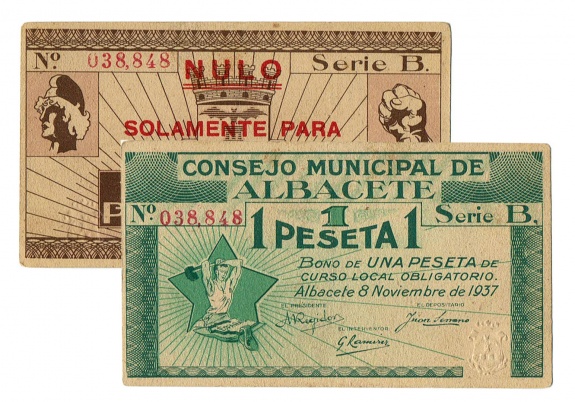 Nº 038,848 NULO Serie B.
SOLAMENTE PARA
CONSEJO MUNICIPAL DE
ALBACETE
Nº 038,848 1 Serie B.
1 PESETA 1
BONO DE UNA PESETA DE
CURSO LOCAL OBLIGATORIO.
Albacete 8 Noviembre de 1937
EL PRESIDENTE EL DEPOSITARIO
EL INTERVENTOR
G Ramírez